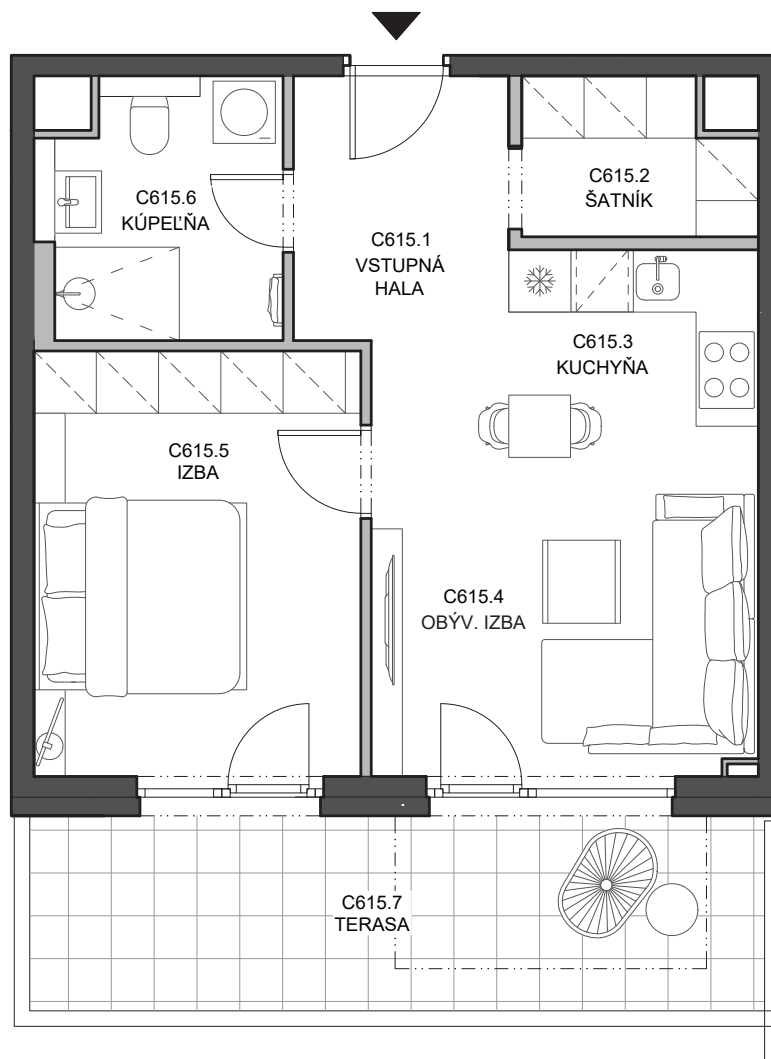 C615.6
KÚPEĽŇA
C615.2
ŠATNÍK
C615.1
VSTUPNÁ
HALA
C615.3
KUCHYŇA
C615.5
IZBA
C615.4
OBÝV. IZBA
C615.7
TERASA